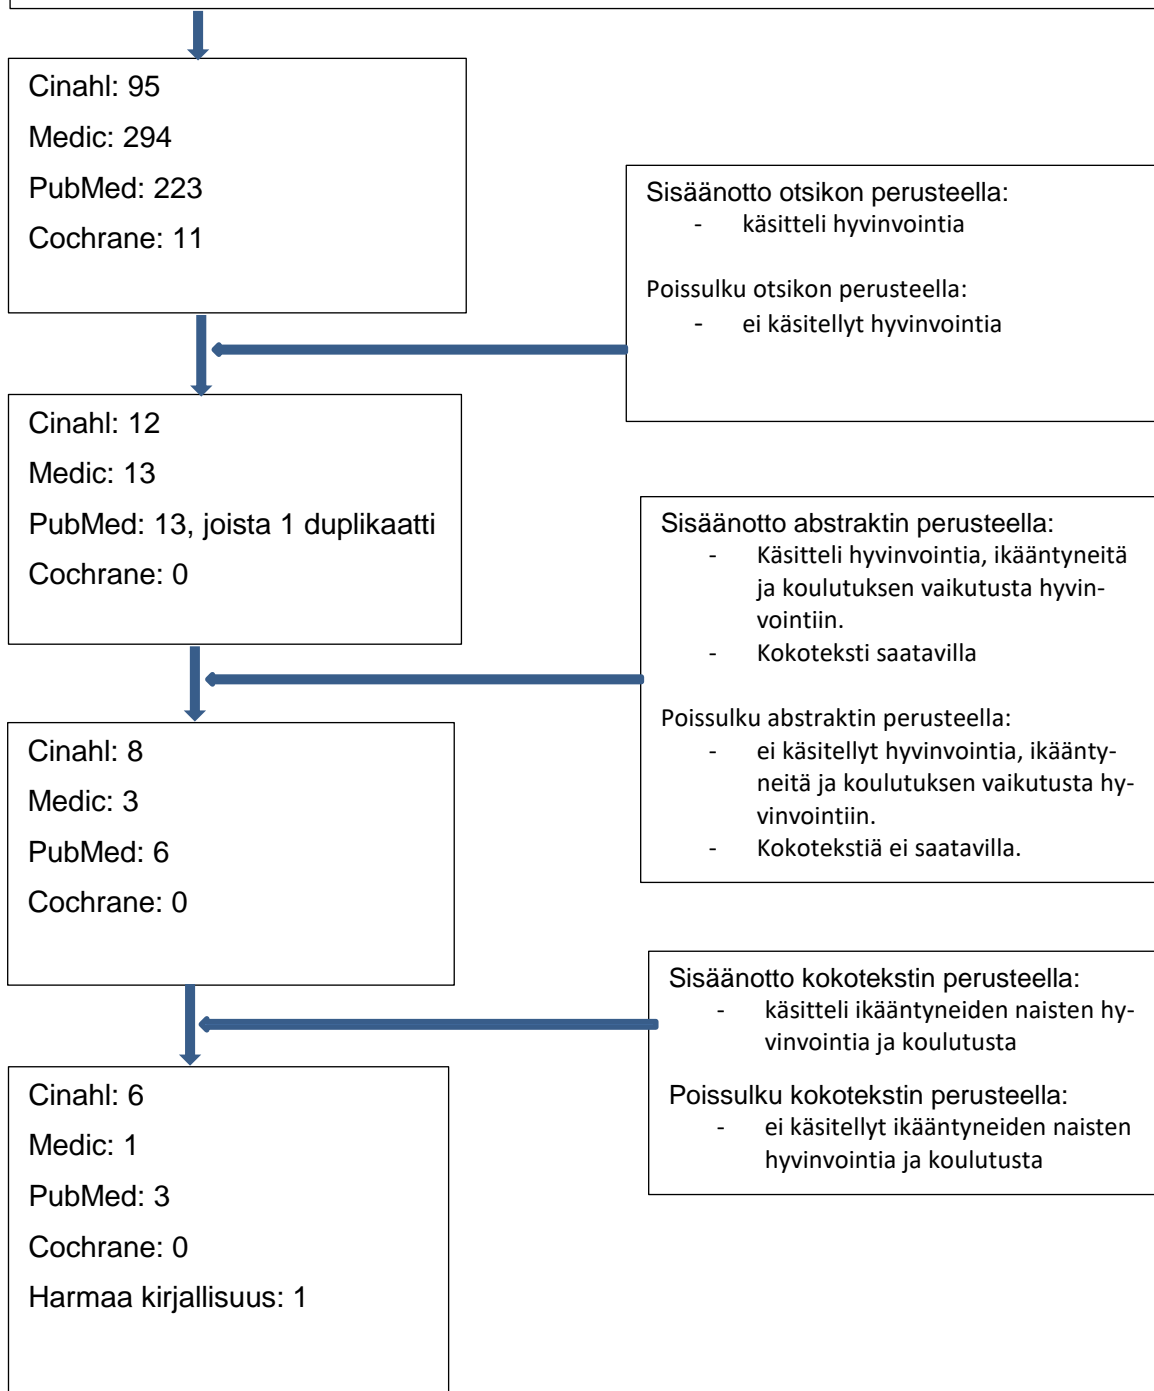 Cinahl: 95
Medic: 294
PubMed: 223
Cochrane: 11
Sisäänotto otsikon perusteella:
- käsitteli hyvinvointia
Poissulku otsikon perusteella:
- ei käsitellyt hyvinvointia
Cinahl: 12
Medic: 13
PubMed: 13, joista 1 duplikaatti
Cochrane: 0
Sisäänotto abstraktin perusteella:
- Käsitteli hyvinvointia, ikääntyneitä
ja koulutuksen vaikutusta hyvin-
vointiin.
- Kokoteksti saatavilla
Poissulku abstraktin perusteella:
- ei käsitellyt hyvinvointia, ikäänty-
neitä ja koulutuksen vaikutusta hy-
vinvointiin.
- Kokotekstiä ei saatavilla.
Cinahl: 8
Medic: 3
PubMed: 6
Cochrane: 0
Sisäänotto kokotekstin perusteella:
- käsitteli ikääntyneiden naisten hy-
vinvointia ja koulutusta
Poissulku kokotekstin perusteella:
- ei käsitellyt ikääntyneiden naisten
hyvinvointia ja koulutusta
Cinahl: 6
Medic: 1
PubMed: 3
Cochrane: 0
Harmaa kirjallisuus: 1